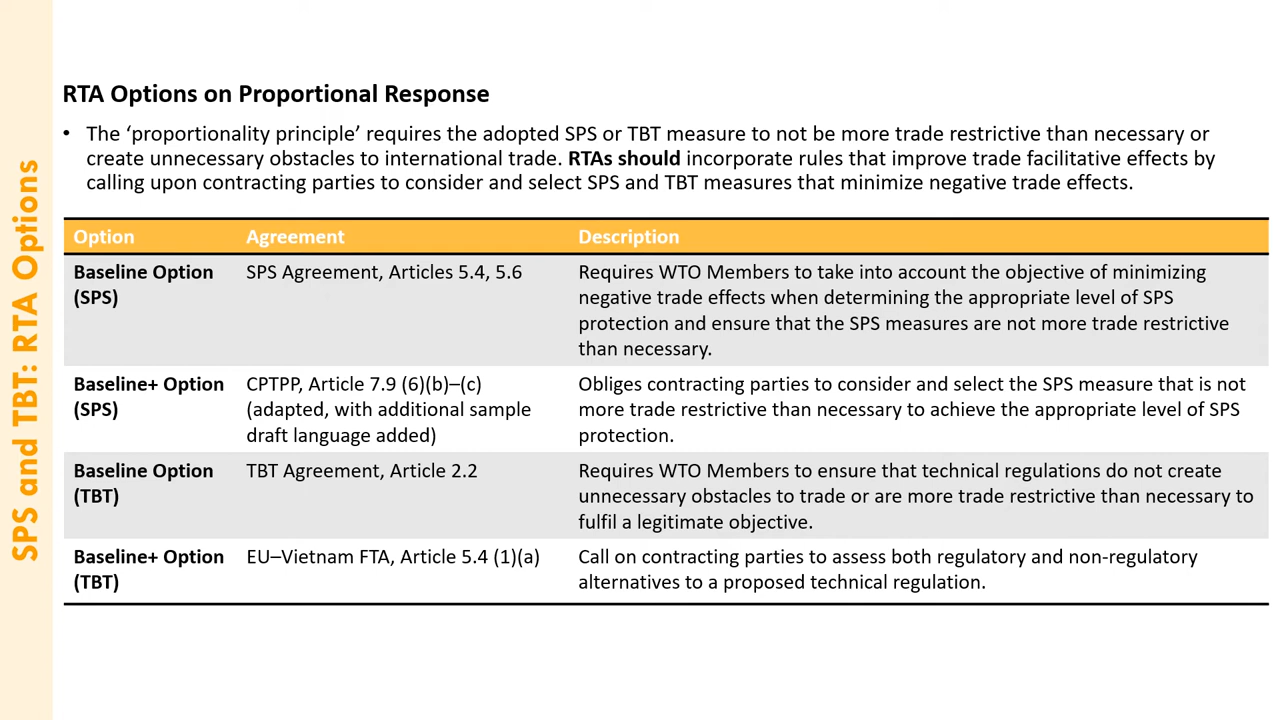 SPS and TBT: RTA Options
RTA Options on Proportional Response
• The ‘proportionality principle’ requires the adopted SPS or TBT measure to not be more trade restrictive than necessary or
create unnecessary obstacles to international trade. RTAs should incorporate rules that improve trade facilitative effects by
calling upon contracting parties to consider and select SPS and TBT measures that minimize negative trade effects.
Option Agreement Description
Baseline Option SPS Agreement, Articles 5.4, 5.6 Requires WTO Members to take into account the objective of minimizing
(SPS) negative trade effects when determining the appropriate level of SPS
protection and ensure that the SPS measures are not more trade restrictive
than necessary.
Baseline+ Option CPTPP, Article 7.9 (6)(b)–(c) Obliges contracting parties to consider and select the SPS measure that is not
(SPS) (adapted, with additional sample more trade restrictive than necessary to achieve the appropriate level of SPS
draft language added) protection.
Baseline Option TBT Agreement, Article 2.2 Requires WTO Members to ensure that technical regulations do not create
(TBT) unnecessary obstacles to trade or are more trade restrictive than necessary to
fulfil a legitimate objective.
Baseline+ Option EU–Vietnam FTA, Article 5.4 (1)(a) Call on contracting parties to assess both regulatory and non-regulatory
(TBT) alternatives to a proposed technical regulation.